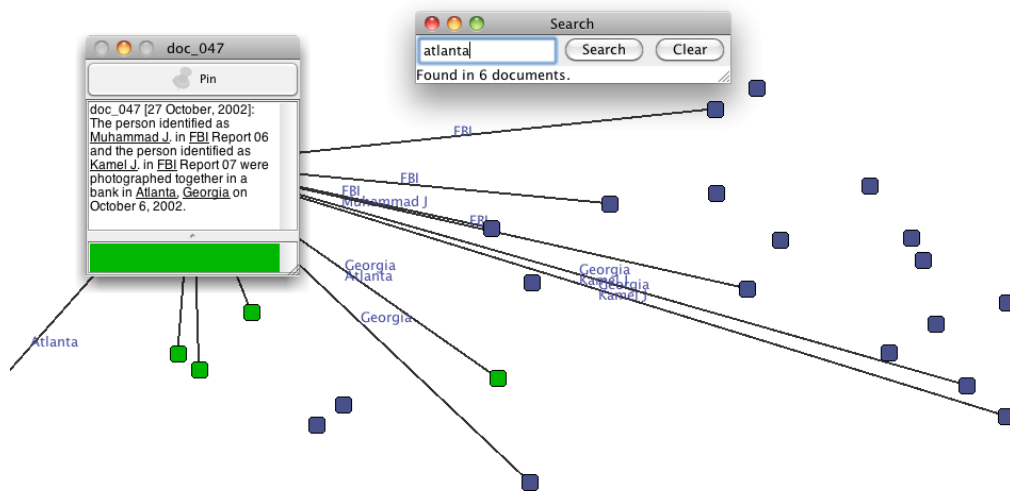 doc_047
Pin
doc_047 [27 October, 2002]:
The person identified as
Muhammad J. in FBI Report 06
and the person identified as
Kamel J. in FBI Report 07 were
photographed together in a
bank in Atlanta, Georgia on
October 6, 2002.
Search
atlanta
Search
Clear
Found in 6 documents.
FBI
FBI
FBI
Muhammad J
FBI
Georgia
Atlanta
Georgia
Kamel J
Georgia
Kamel J
Georgia
Atlanta